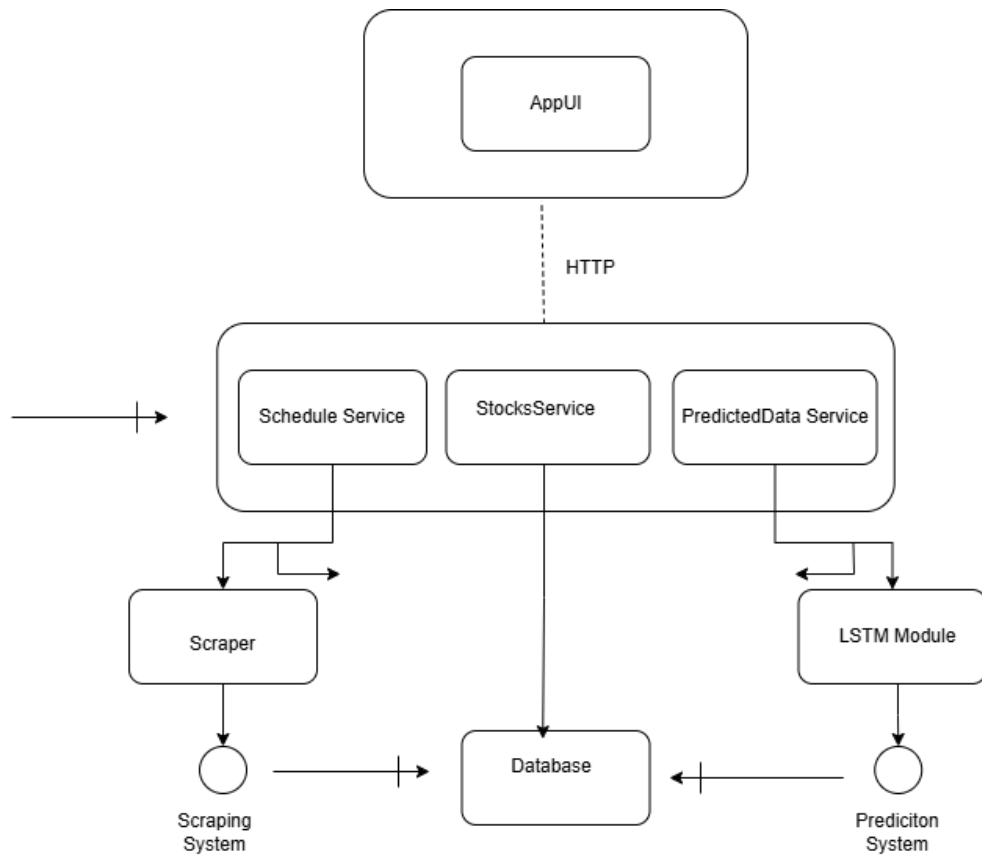 AppUI
HTTP
Schedule Service
StocksService
PredictedData Service
Scraper
LSTM Module
Database
Scraping
System
Prediciton
System